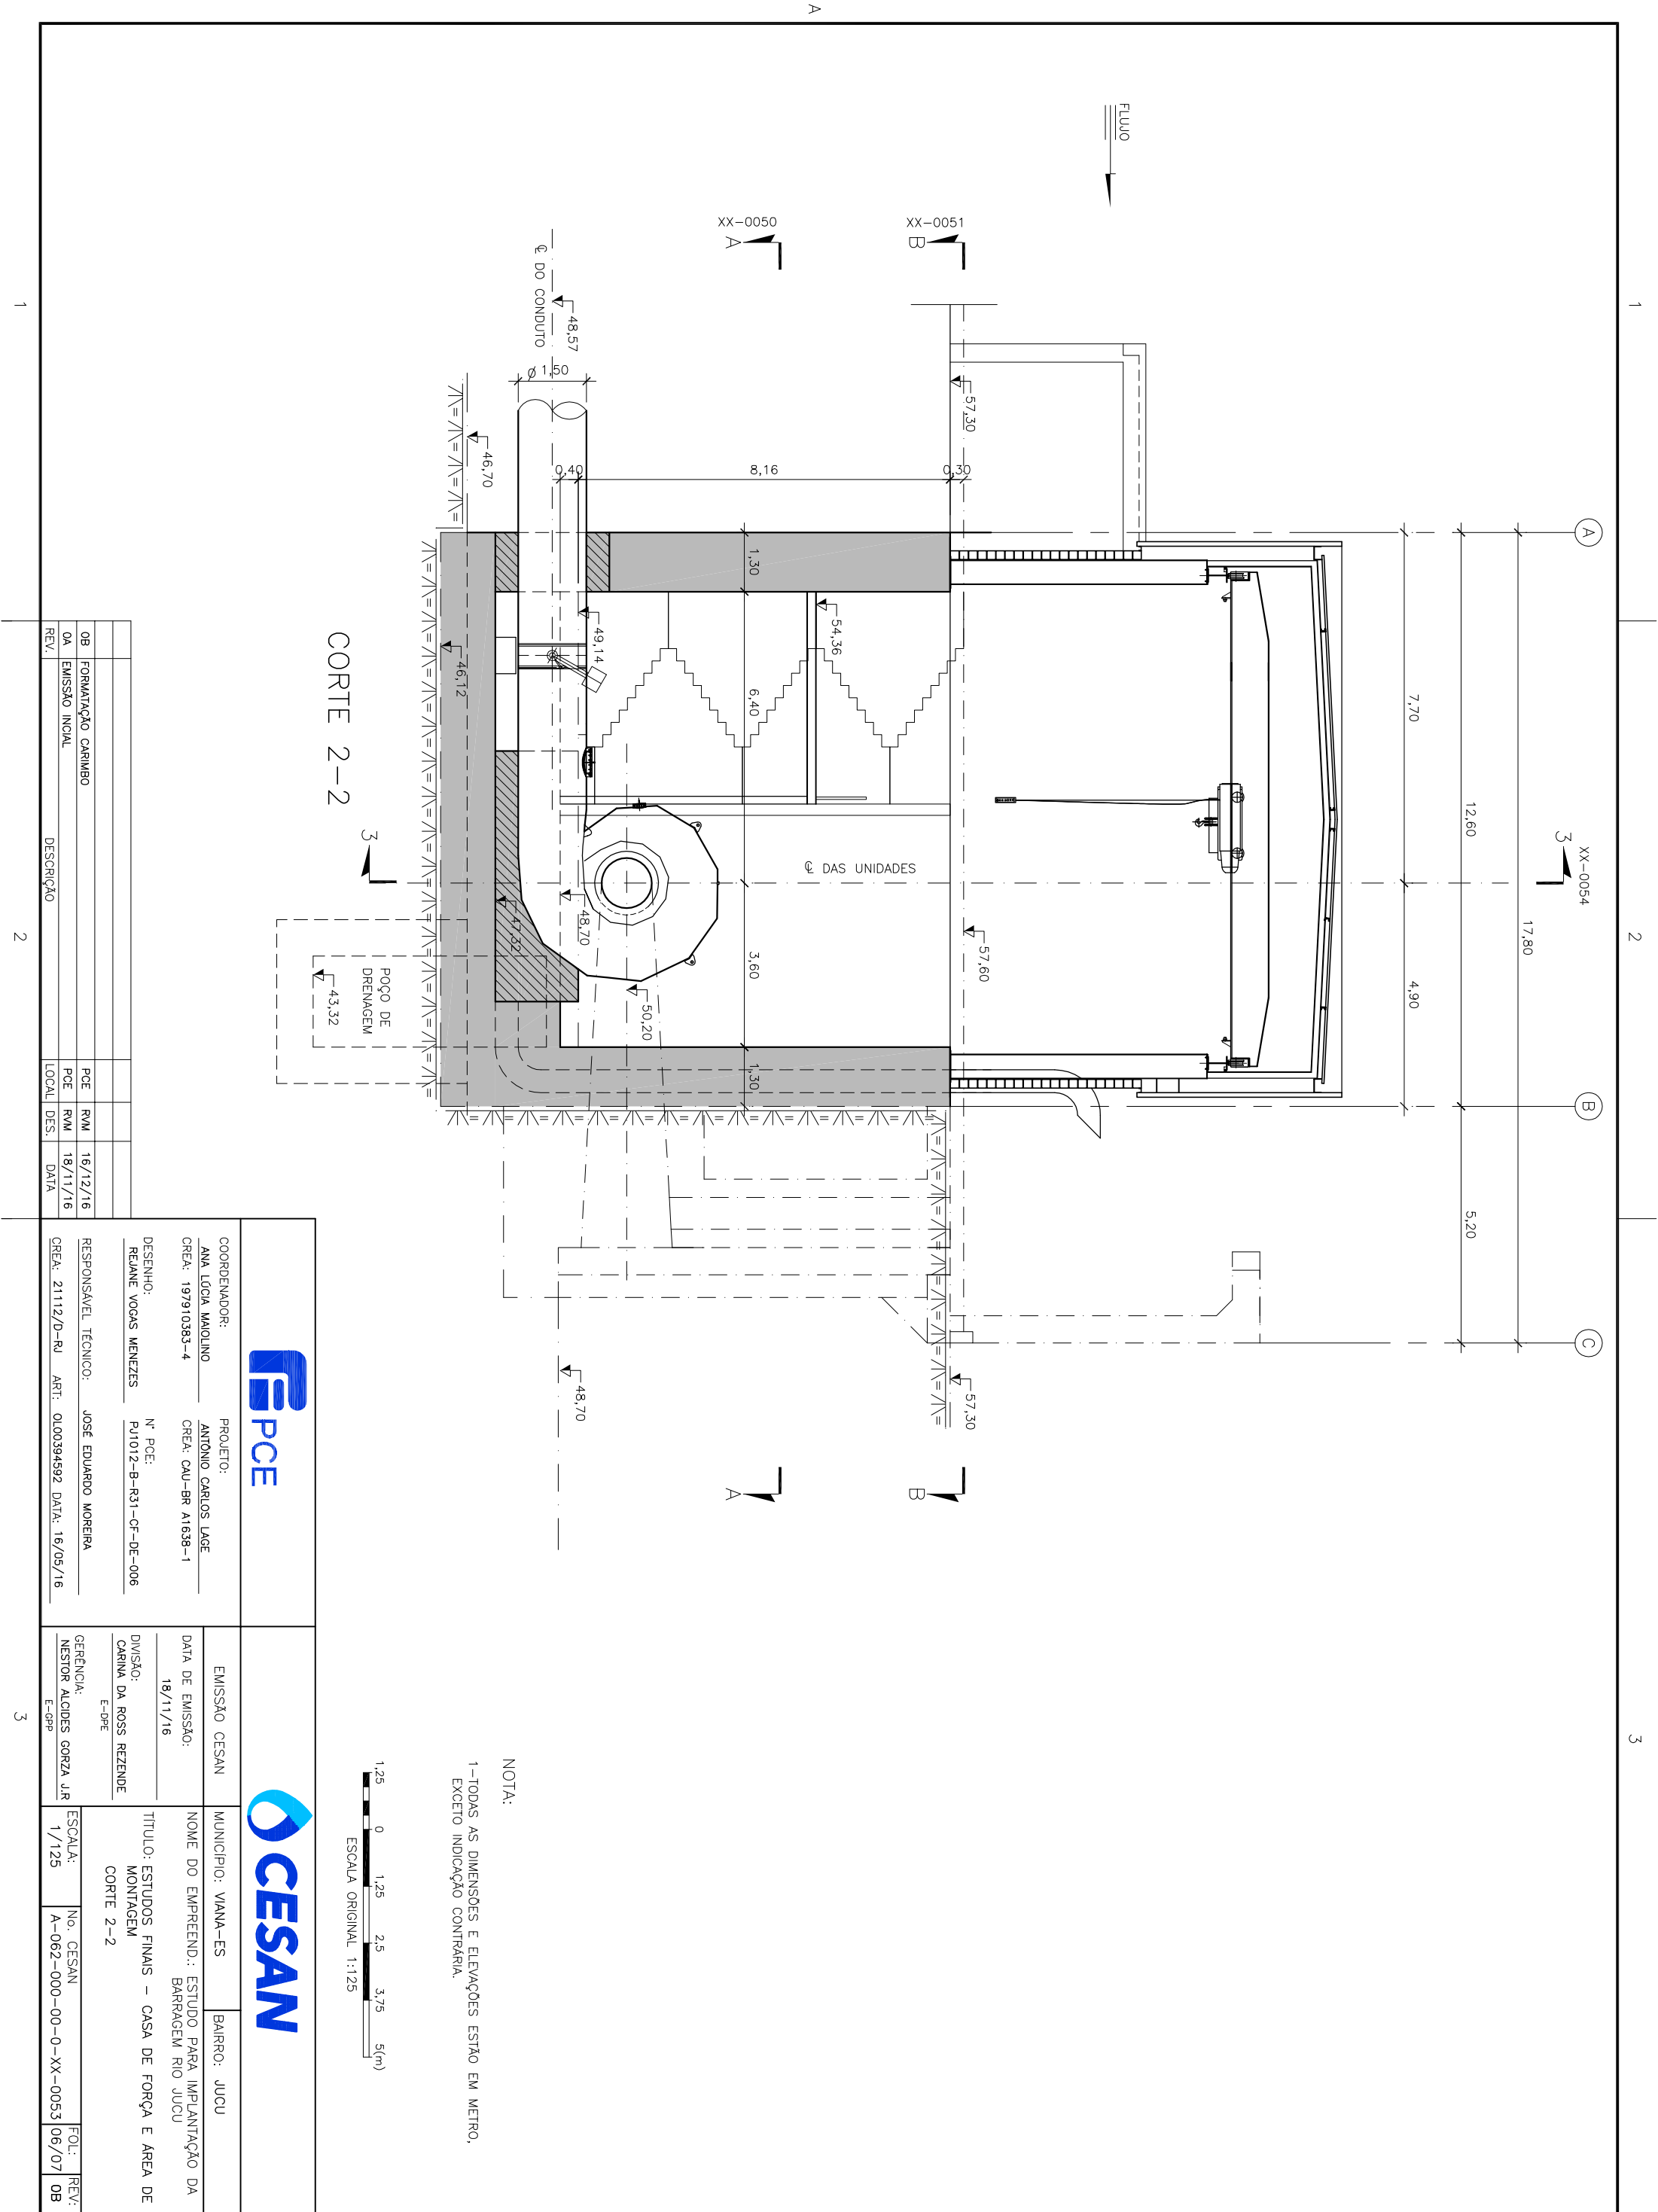 A
1
2
3
FLUJO
XX-0050
A
XX-0051
B
A
B
C
3
XX-0054
17,80
12,60
5,20
7,70
4,90
57,30
57,60
57,30
0,30
8,16
0,40
Ø 1,50
℄ DO CONDUTO
48,57
46,70
1,30
6,40
3,60
1,30
54,36
49,14
46,12
℄ DAS UNIDADES
50,20
48,70
47,32
48,70
POÇO DE
DRENAGEM
43,32
3
A
B
CORTE 2-2
NOTA:
1-TODAS AS DIMENSÕES E ELEVAÇÕES ESTÃO EM METRO,
EXCETO INDICAÇÃO CONTRÁRIA.
1,25 0 1,25 2,5 3,75 5(m)
ESCALA ORIGINAL 1:125
0B FORMATAÇÃO CARIMBO PCE RVM 16/12/16
0A EMISSÃO INICIAL PCE RVM 18/11/16
REV. DESCRIÇÃO LOCAL DES. DATA
PCE
COORDENADOR:
ANA LÚCIA MAIOLINO
CREA: 197910383-4
PROJETO:
ANTÔNIO CARLOS LAGE
CREA: CAU-BR A1638-1
DESENHO:
REJANE VOGAS MENEZES
N° PCE:
PJ1012-B-R31-CF-DE-006
RESPONSÁVEL TÉCNICO: JOSÉ EDUARDO MOREIRA
CREA: 21112/D-RJ ART: OL00394592 DATA: 16/05/16
CESAN
EMISSÃO CESAN
DATA DE EMISSÃO:
18/11/16
DIVISÃO:
CARINA DA ROSS REZENDE
E-DPE
GERÊNCIA:
NESTOR ALCIDES GORZA J.R
E-GPP
MUNICÍPIO: VIANA-ES
BAIRRO: JUCU
NOME DO EMPREEND.: ESTUDO PARA IMPLANTAÇÃO DA
BARRAGEM RIO JUCU
TÍTULO: ESTUDOS FINAIS - CASA DE FORÇA E ÁREA DE
MONTAGEM
CORTE 2-2
ESCALA:
1/125
No. CESAN
A-062-000-00-0-XX-0053
FOL:
06/07
REV:
0B
1
2
3